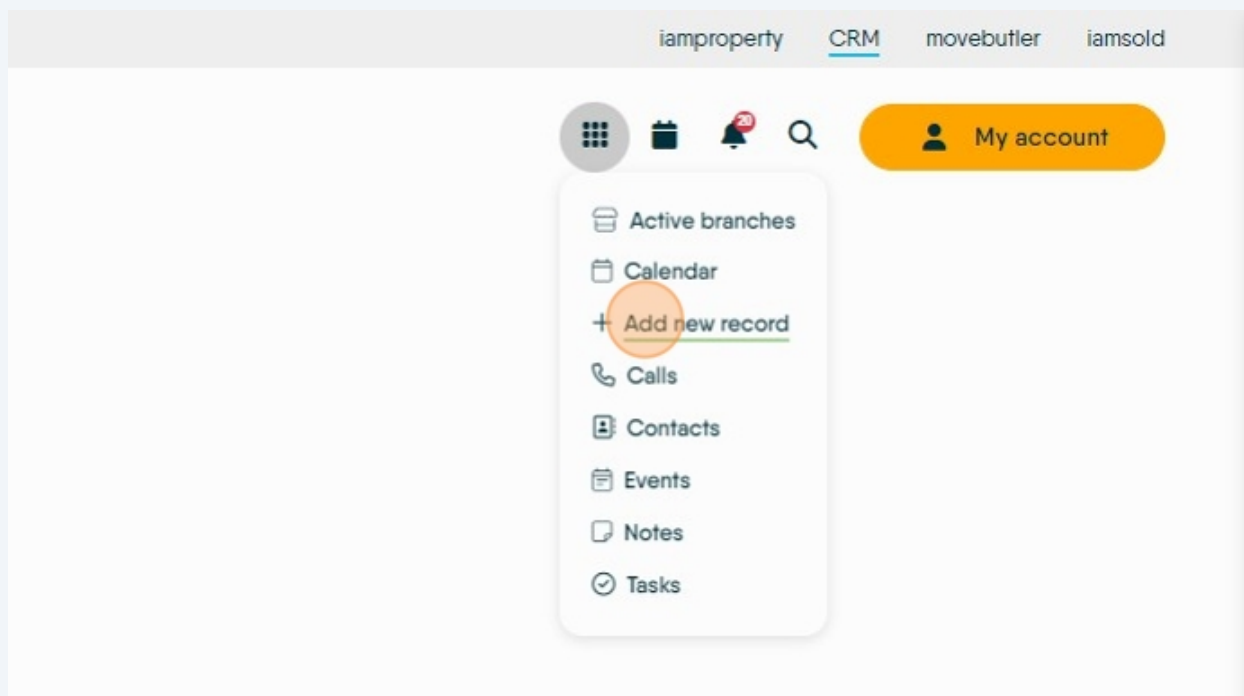 iamproperty CRM movebutler iamsold
20
My account
Active branches
Calendar
Add new record
Calls
Contacts
Events
Notes
Tasks